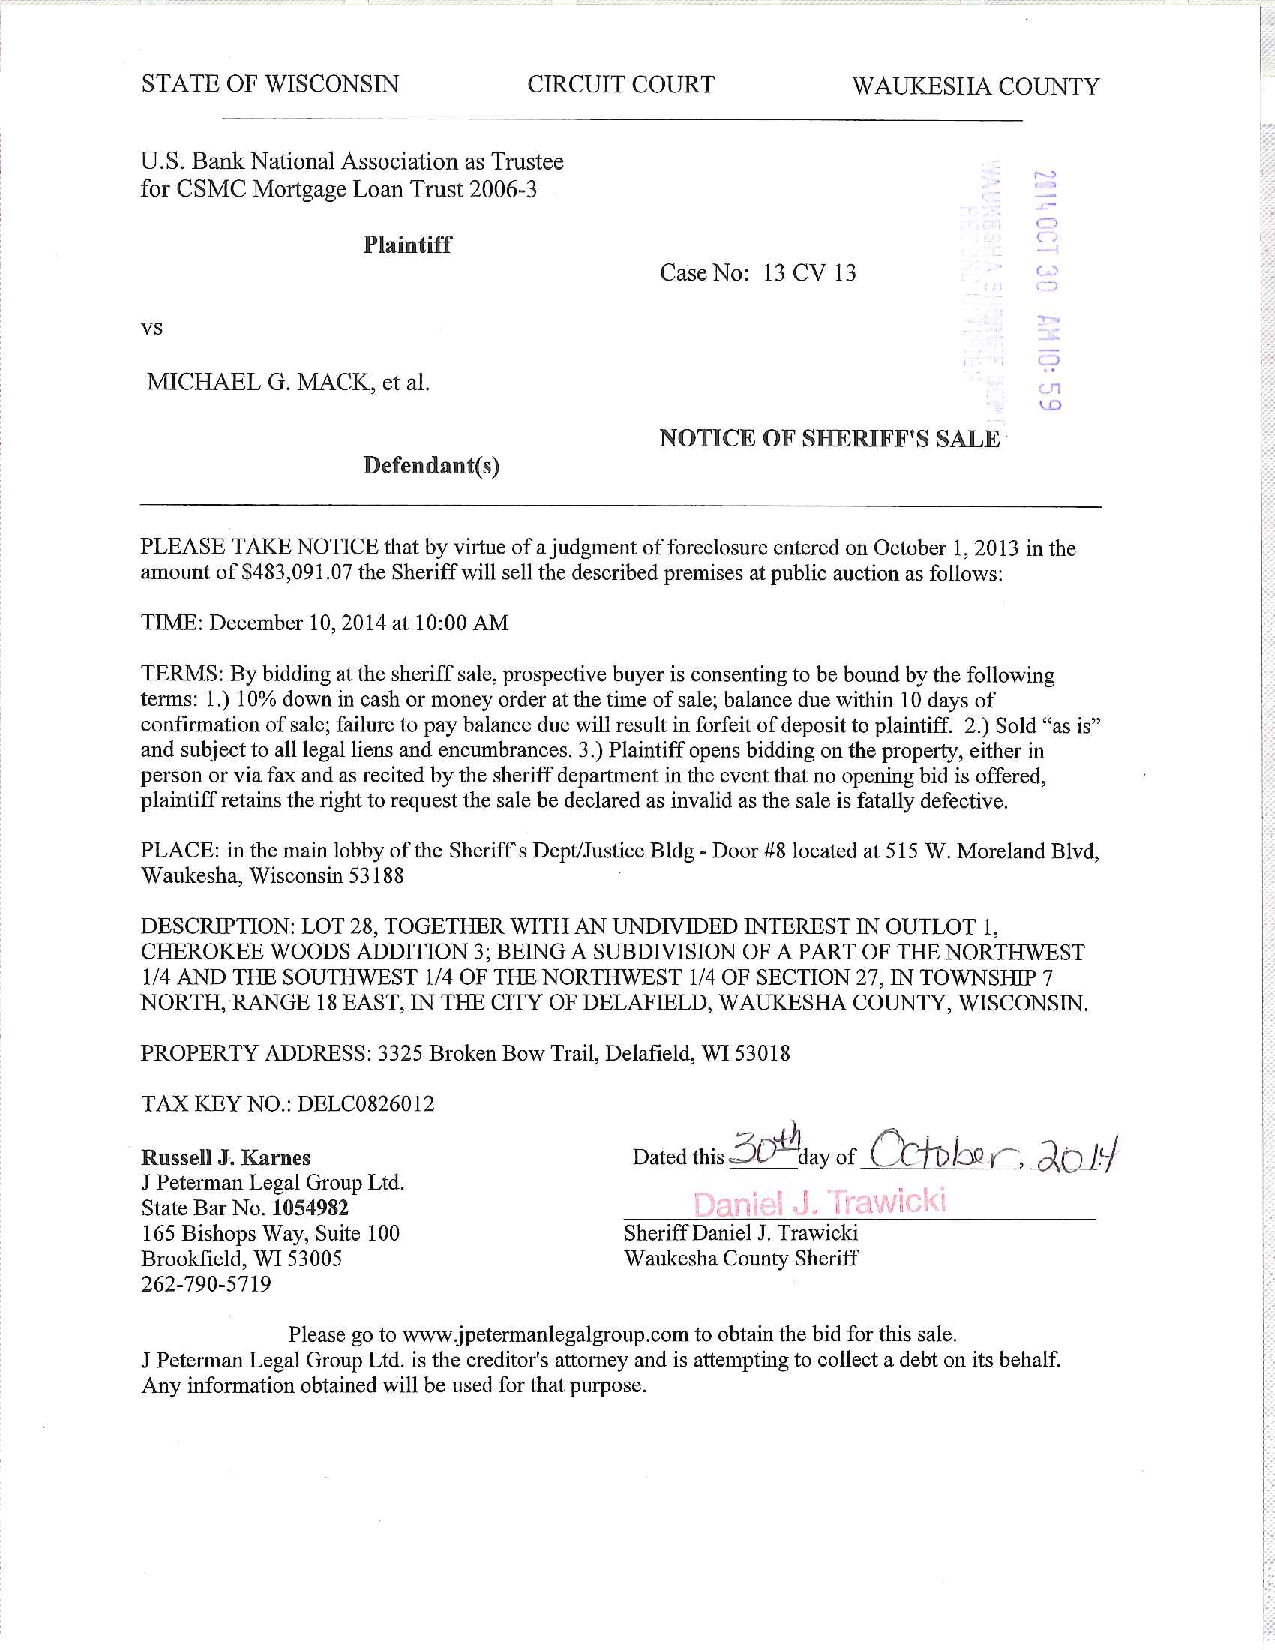 STATE OF WISCONSIN CIRCUIT COURT WAUKESHA COUNTY
U.S. Bank National Association as Trustee
for CSMC Mortgage Loan Trust 2006-3
Plaintiff
Case No: 13 CV 13
2014 OCT 30 AM 10: 59
vs
MICHAEL G. MACK, et al.
NOTICE OF SHERIFF'S SALE
Defendant(s)
PLEASE TAKE NOTICE that by virtue of a judgment of foreclosure entered on October 1, 2013 in the
amount of $483,091.07 the Sheriff will sell the described premises at public auction as follows:
TIME: December 10, 2014 at 10:00 AM
TERMS: By bidding at the sheriff sale, prospective buyer is consenting to be bound by the following
terms: 1.) 10% down in cash or money order at the time of sale; balance due within 10 days of
confirmation of sale; failure to pay balance due will result in forfeit of deposit to plaintiff. 2.) Sold “as is”
and subject to all legal liens and encumbrances. 3.) Plaintiff opens bidding on the property, either in
person or via fax and as recited by the sheriff department in the event that no opening bid is offered,
plaintiff retains the right to request the sale be declared as invalid as the sale is fatally defective.
PLACE: in the main lobby of the Sheriff's Dept/Justice Bldg - Door #8 located at 515 W. Moreland Blvd,
Waukesha, Wisconsin 53188
DESCRIPTION: LOT 28, TOGETHER WITH AN UNDIVIDED INTEREST IN OUTLOT 1,
CHEROKEE WOODS ADDITION 3; BEING A SUBDIVISION OF A PART OF THE NORTHWEST
1/4 AND THE SOUTHWEST 1/4 OF THE NORTHWEST 1/4 OF SECTION 27, IN TOWNSHIP 7
NORTH, RANGE 18 EAST, IN THE CITY OF DELAFIELD, WAUKESHA COUNTY, WISCONSIN.
PROPERTY ADDRESS: 3325 Broken Bow Trail, Delafield, WI 53018
TAX KEY NO.: DELC0826012
Russell J. Karnes
J Peterman Legal Group Ltd.
State Bar No. 1054982
165 Bishops Way, Suite 100
Brookfield, WI 53005
262-790-5719
Dated this 30th day of October, 2014
Daniel J. Trawicki
Sheriff Daniel J. Trawicki
Waukesha County Sheriff
Please go to www.jpetermanlegalgroup.com to obtain the bid for this sale.
J Peterman Legal Group Ltd. is the creditor's attorney and is attempting to collect a debt on its behalf.
Any information obtained will be used for that purpose.